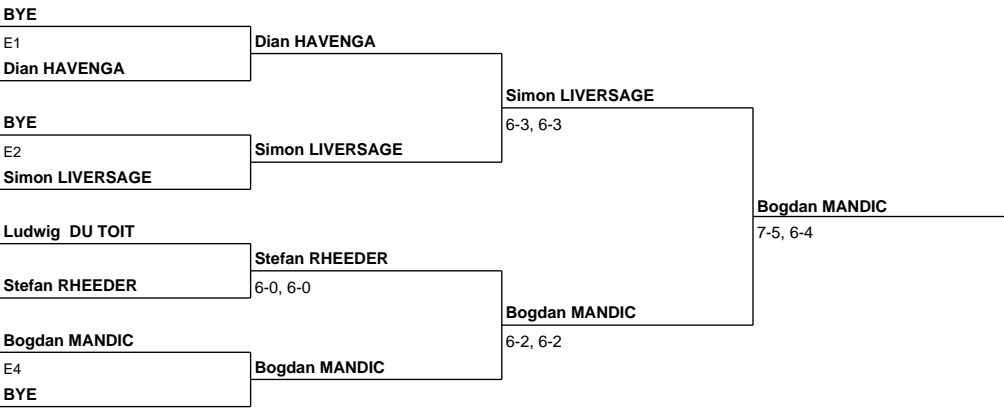 BYE
E1
Dian HAVENGA
Dian HAVENGA
BYE
E2
Simon LIVERSAGE
Simon LIVERSAGE
Simon LIVERSAGE
6-3, 6-3
Ludwig  DU TOIT
Stefan RHEEDER
Stefan RHEEDER
6-0, 6-0
Bogdan MANDIC
E4
BYE
Bogdan MANDIC
Bogdan MANDIC
6-2, 6-2
Bogdan MANDIC
7-5, 6-4